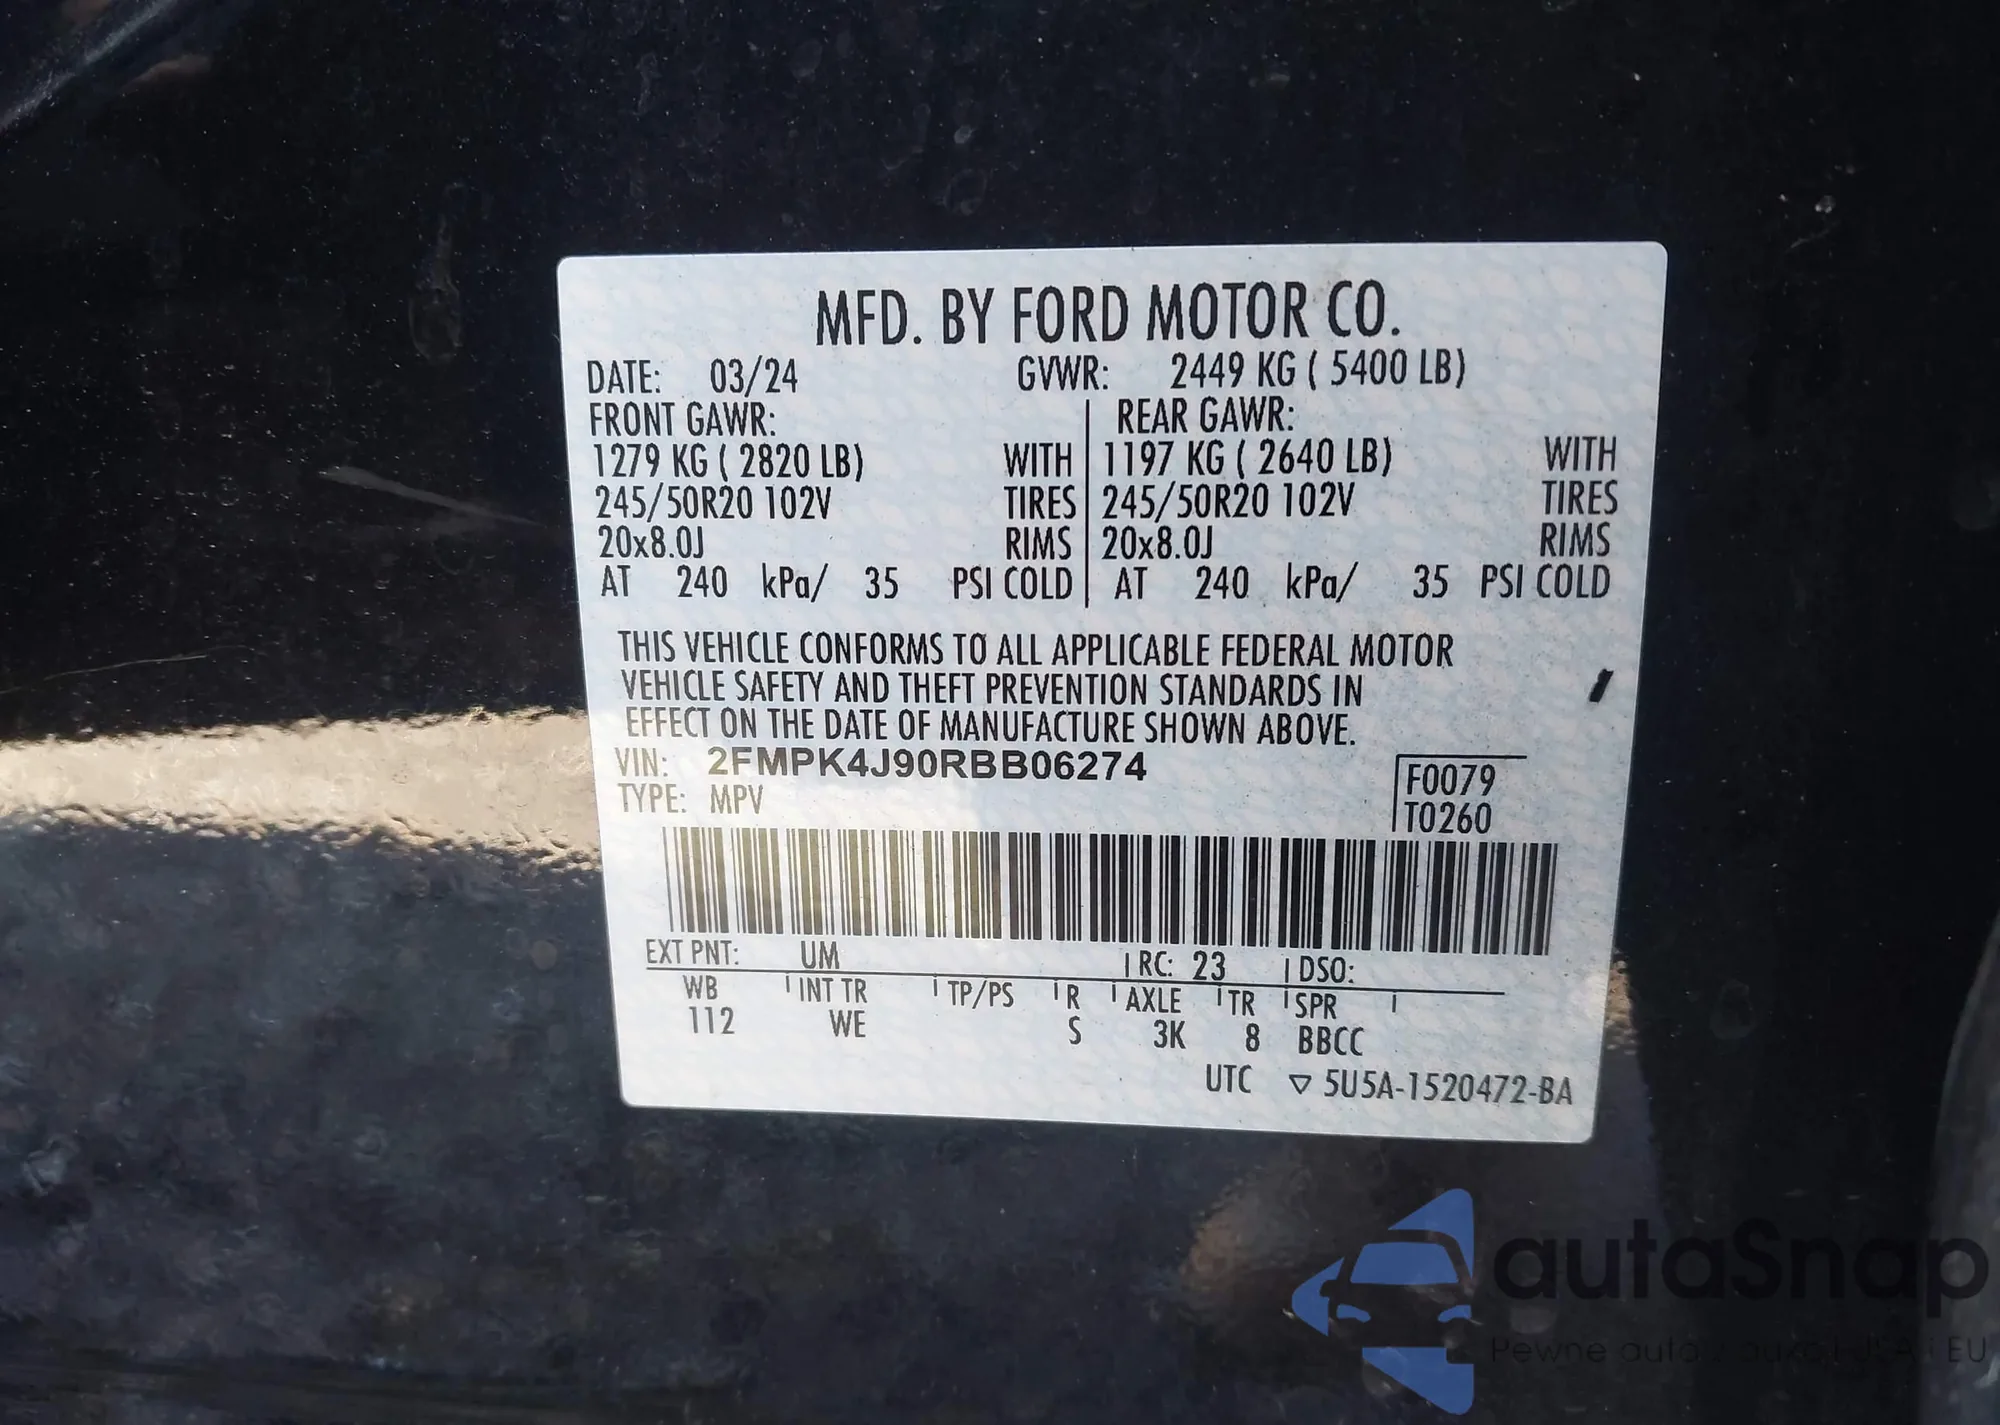 MFD. BY FORD MOTOR CO.
DATE: 03/24 GVWR: 2449 KG ( 5400 LB)
FRONT GAWR: REAR GAWR:
1279 KG ( 2820 LB) WITH 1197 KG ( 2640 LB) WITH
245/50R20 102V TIRES 245/50R20 102V TIRES
20x8.0J RIMS 20x8.0J RIMS
AT 240 kPa/ 35 PSI COLD AT 240 kPa/ 35 PSI COLD
THIS VEHICLE CONFORMS TO ALL APPLICABLE FEDERAL MOTOR
VEHICLE SAFETY AND THEFT PREVENTION STANDARDS IN
EFFECT ON THE DATE OF MANUFACTURE SHOWN ABOVE.
VIN: 2FMPK4J90RBB06274
TYPE: MPV
F0079
T0260
EXT PNT: UM RC: 23 DSO:
WB INT TR TP/PS R AXLE TR SPR
112 WE S 3K 8 BBCC
UTC ▽ 5U5A-1520472-BA
autaSnap
Pewne auta z EU